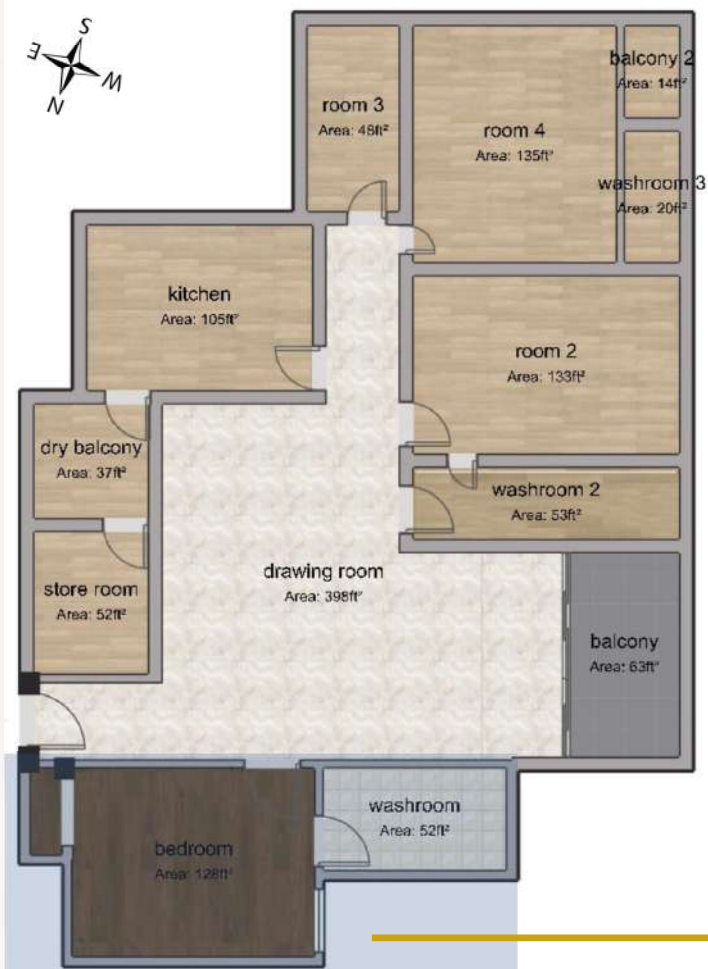 S
E
W
N
room 3
Area: 48ft²
room 4
Area: 135ft²
balcony 2
Area: 14ft²
washroom 3
Area: 20ft²
kitchen
Area: 105ft²
room 2
Area: 133ft²
dry balcony
Area: 37ft²
washroom 2
Area: 53ft²
store room
Area: 52ft²
drawing room
Area: 398ft²
balcony
Area: 63ft²
bedroom
Area: 128ft²
washroom
Area: 52ft²